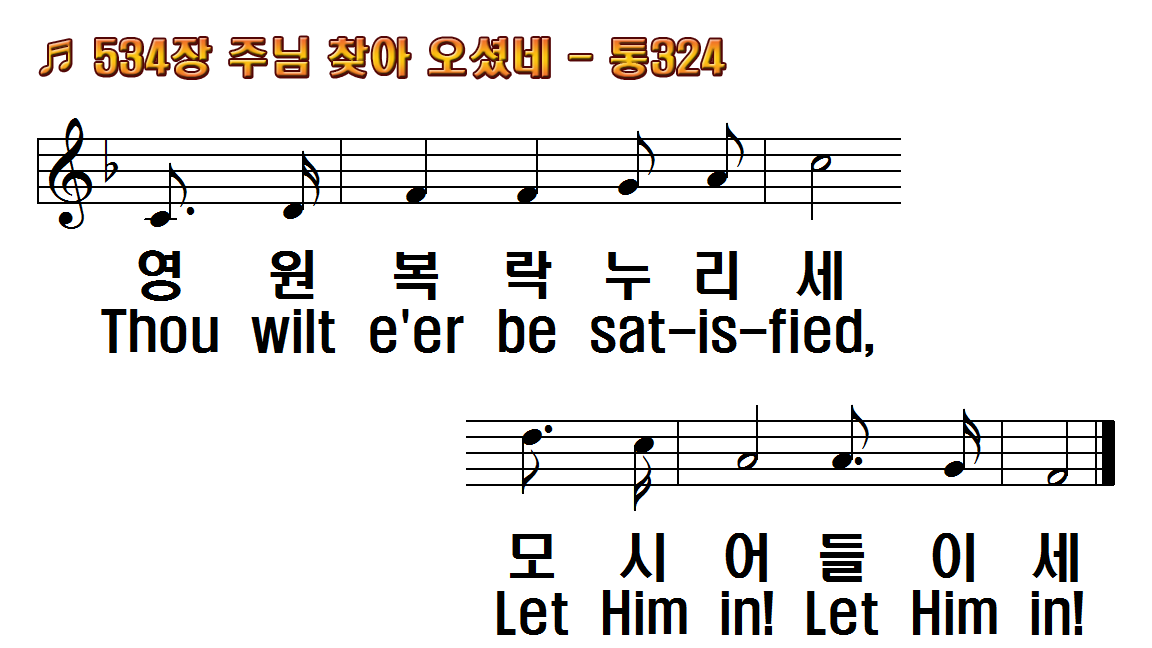 ♬ 534장 주님 찾아 오셨네 - 통324
영 원 복 락 누 리 세
Thou wilt e'er be sat-is-fied,
모 시 어 들 이 세
Let Him in! Let Him in!